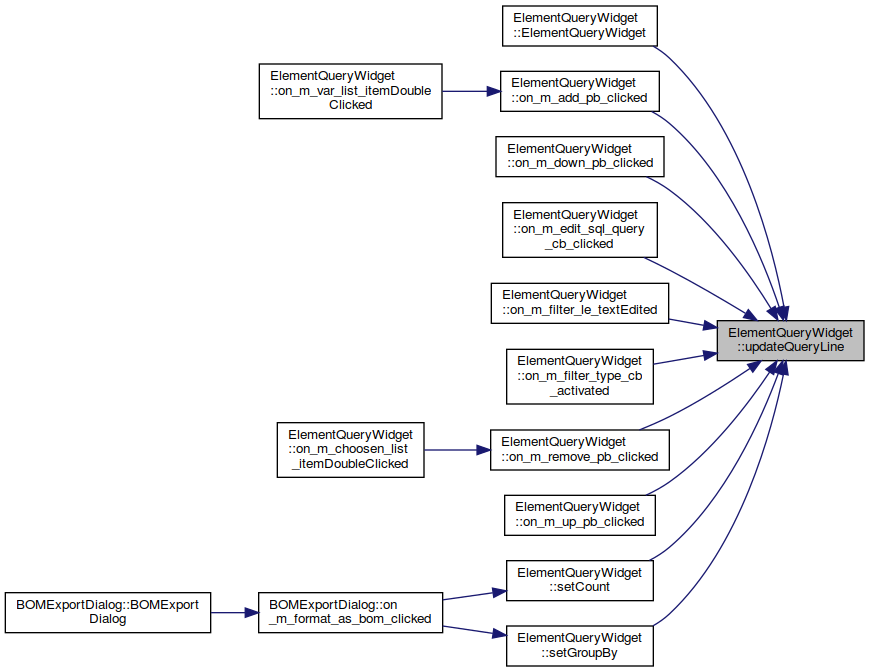 ElementQueryWidget
::ElementQueryWidget
ElementQueryWidget
::on_m_var_list_itemDouble
Clicked
ElementQueryWidget
::on_m_add_pb_clicked
ElementQueryWidget
::on_m_down_pb_clicked
ElementQueryWidget
::on_m_edit_sql_query
_cb_clicked
ElementQueryWidget
::on_m_filter_le_textEdited
ElementQueryWidget
::updateQueryLine
ElementQueryWidget
::on_m_filter_type_cb
_activated
ElementQueryWidget
::on_m_choosen_list
_itemDoubleClicked
ElementQueryWidget
::on_m_remove_pb_clicked
ElementQueryWidget
::on_m_up_pb_clicked
ElementQueryWidget
::setCount
BOMExportDialog::BOMExport
Dialog
BOMExportDialog::on
_m_format_as_bom_clicked
ElementQueryWidget
::setGroupBy